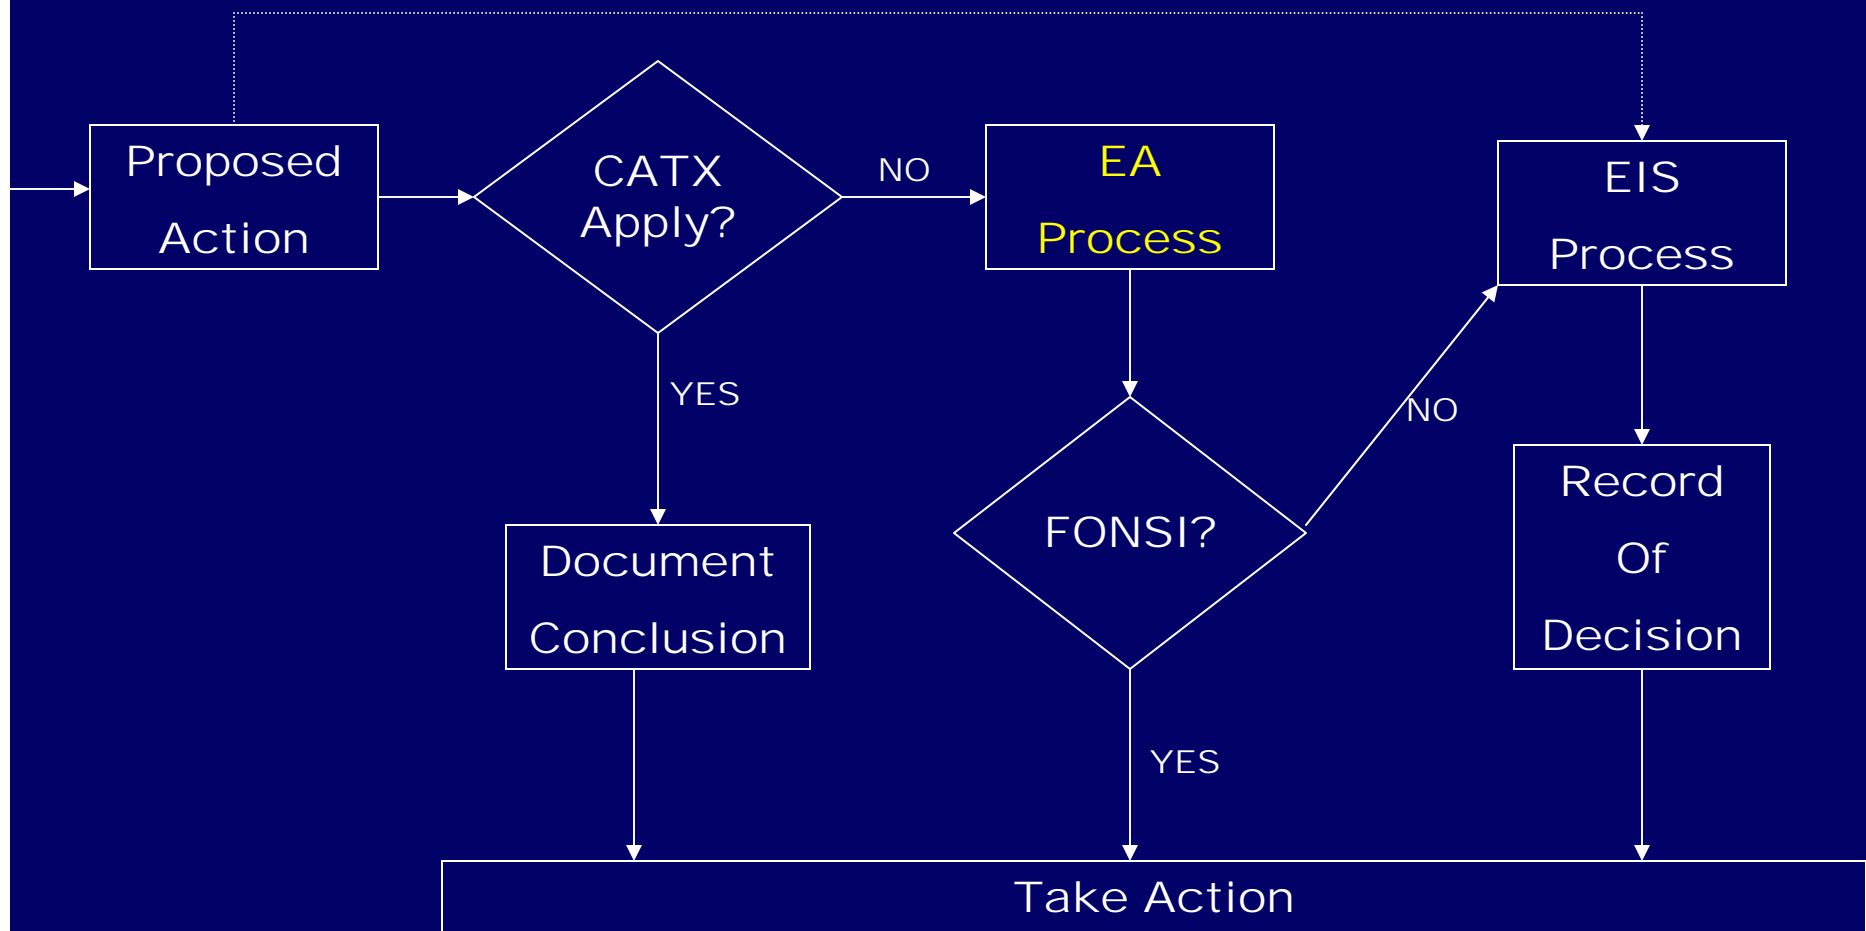 Proposed
Action
CATX
Apply?
NO
EA
Process
EIS
Process
YES
NO
Document
Conclusion
FONSI?
Record
Of
Decision
YES
Take Action